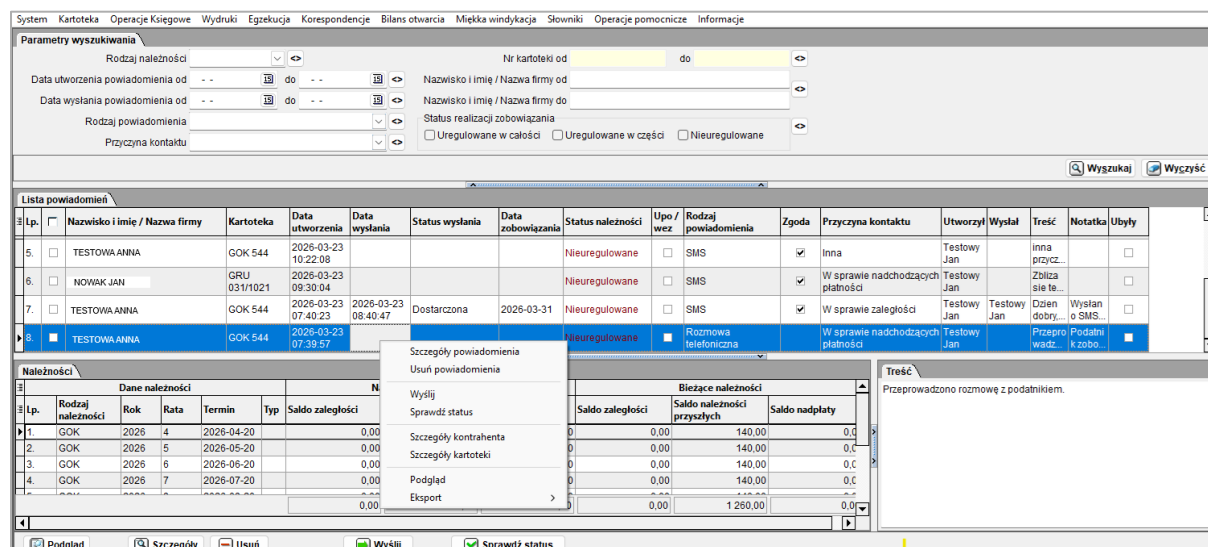 System Kartoteka Operacje Księgowe Wydruki Egzekucja Korespondencje Bilans otwarcia Miękka windykacja Słowniki Operacje pomocnicze Informacje
Parametry wyszukiwania
Rodzaj należności <> Nr kartoteki od do <>
Data utworzenia powiadomienia od - - 15 do - - 15 <> Nazwisko i imię / Nazwa firmy od
<>
Data wysłania powiadomienia od - - 15 do - - 15 <> Nazwisko i imię / Nazwa firmy do
Rodzaj powiadomienia <> Status realizacji zobowiązania <>
Uregulowane w całości Uregulowane w części Nieuregulowane
Przyczyna kontaktu <>
Wyszukaj Wyczyść
Lista powiadomień
Lp. Nazwisko i imię / Nazwa firmy Kartoteka Data utworzenia Data wysłania Status wysłania Data zobowiązania Status należności Upo / wez Rodzaj powiadomienia Zgoda Przyczyna kontaktu Utworzył Wysłał Treść Notatka Ubyły
5. TESTOWA ANNA GOK 544 2026-03-23 10:22:08 Nieuregulowane SMS Inna Testowy Jan inna przycz...
6. NOWAK JAN GRU 031/1021 2026-03-23 09:30:04 Nieuregulowane SMS W sprawie nadchodzących płatności Testowy Jan Zbliza sie te...
7. TESTOWA ANNA GOK 544 2026-03-23 07:40:23 2026-03-23 08:40:47 Dostarczona 2026-03-31 Nieuregulowane SMS W sprawie zaległości Testowy Jan Testowy Jan Dzien dobry,... Wysłan o SMS...
8. TESTOWA ANNA GOK 544 2026-03-23 07:39:57 Nieuregulowane Rozmowa telefoniczna W sprawie nadchodzących płatności Testowy Jan Przepro wadz... Podatni k zobo...
Szczegóły powiadomienia
Usuń powiadomienia
Wyślij
Sprawdź status
Szczegóły kontrahenta
Szczegóły kartoteki
Podgląd
Eksport
Należności
Dane należności Bieżące należności
Lp. Rodzaj należności Rok Rata Termin Typ Saldo zaległości Saldo zaległości Saldo należności przyszłych Saldo nadpłaty
1. GOK 2026 4 2026-04-20 0,00 0,00 140,00
2. GOK 2026 5 2026-05-20 0,00 0,00 140,00
3. GOK 2026 6 2026-06-20 0,00 0,00 140,00
4. GOK 2026 7 2026-07-20 0,00 0,00 140,00
0,00 0,00 1 260,00
Treść
Przeprowadzono rozmowę z podatnikiem.
Podgląd Szczegóły Usuń Wyślij Sprawdź status